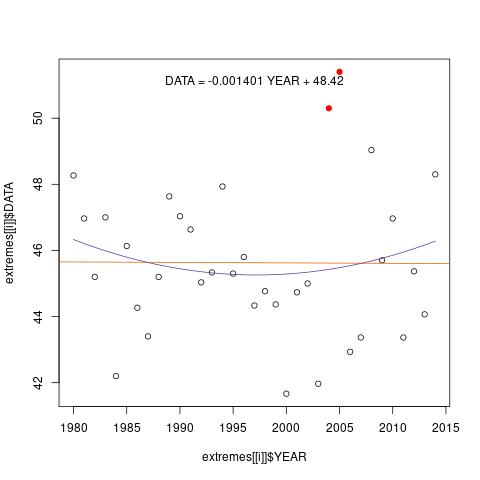 DATA = -0.001401 YEAR + 48.42
extremes[[i]]$DATA
50
48
46
44
42
1980 1985 1990 1995 2000 2005 2010 2015
extremes[[i]]$YEAR